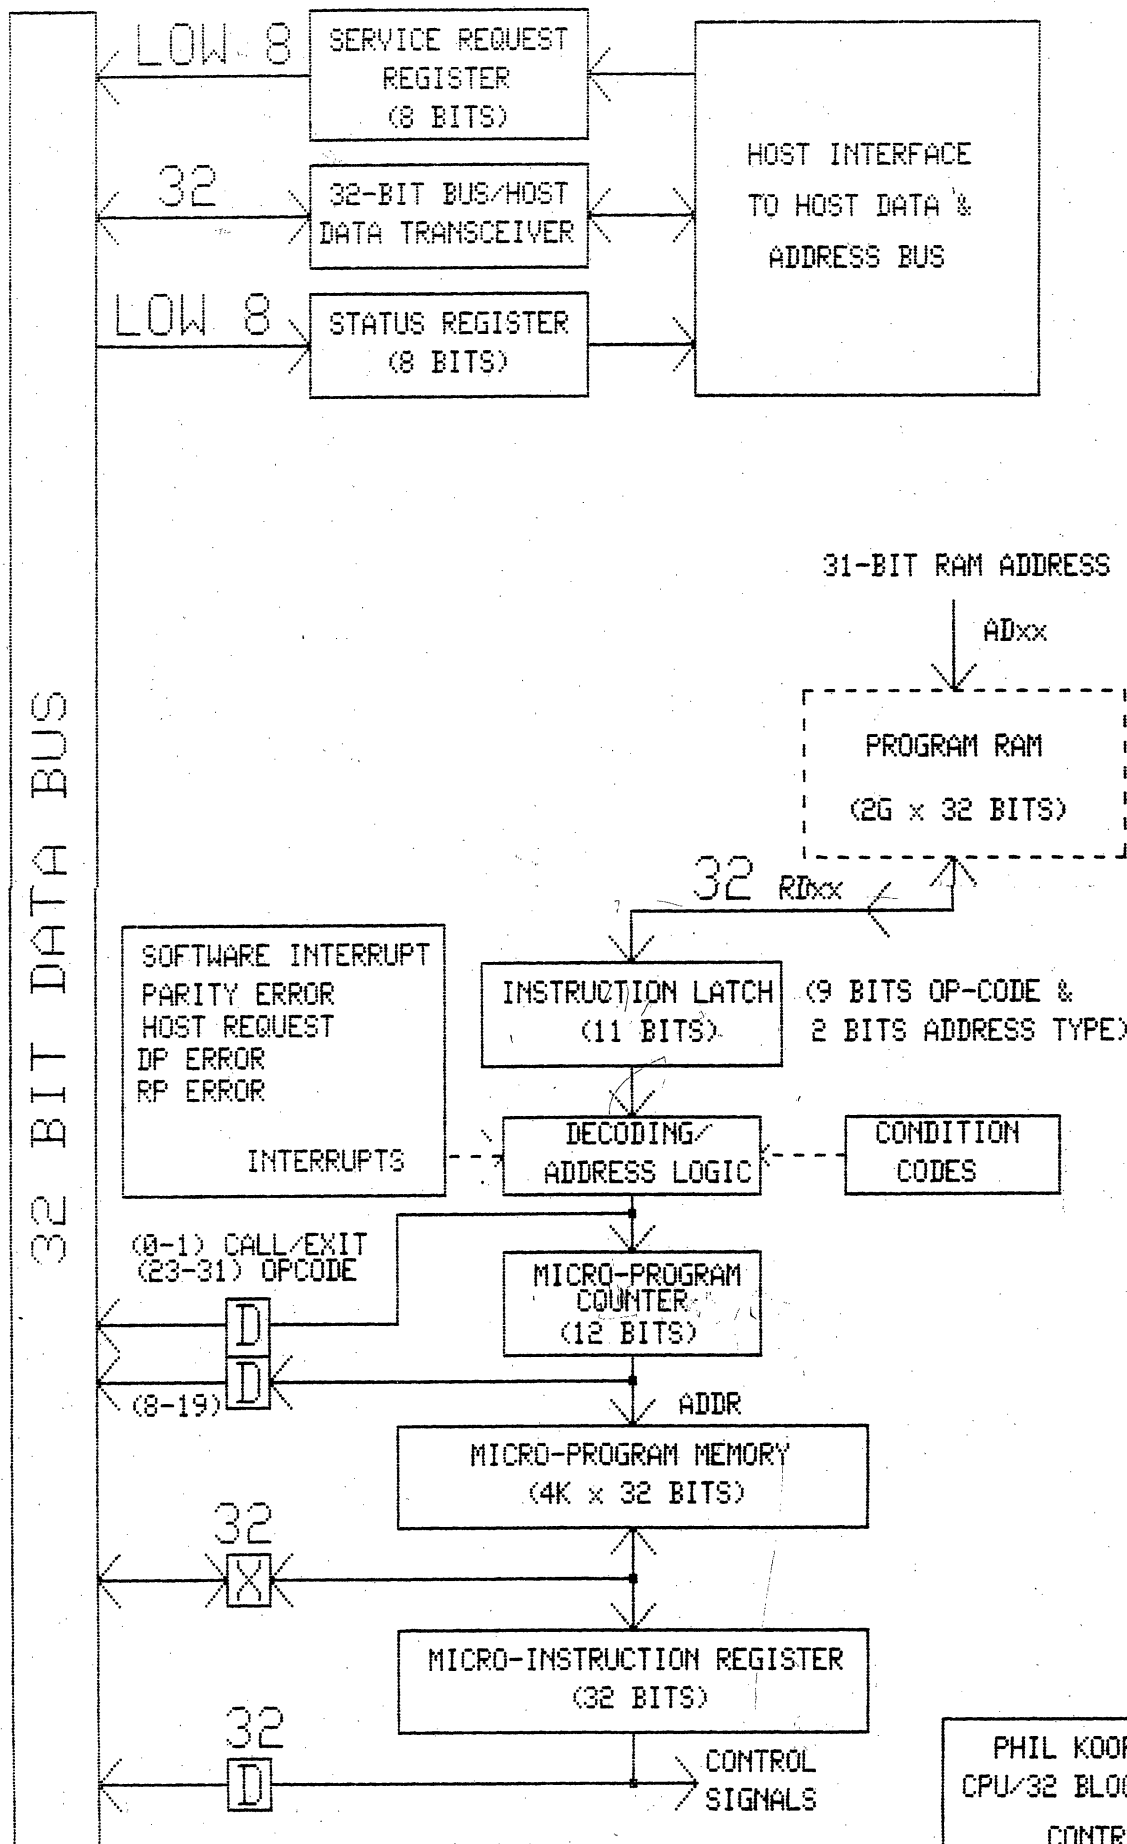 LOW 8
SERVICE REQUEST
REGISTER
(8 BITS)
HOST INTERFACE
TO HOST DATA &
ADDRESS BUS
32
32-BIT BUS/HOST
DATA TRANSCEIVER
LOW 8
STATUS REGISTER
(8 BITS)
31-BIT RAM ADDRESS
ADxx
PROGRAM RAM
(2G x 32 BITS)
32 RDxx
32 BIT DATA BUS
SOFTWARE INTERRUPT
PARITY ERROR
HOST REQUEST
DP ERROR
RP ERROR
INTERRUPTS
INSTRUCTION LATCH
(11 BITS)
(9 BITS OP-CODE &
2 BITS ADDRESS TYPE)
DECODING/
ADDRESS LOGIC
CONDITION
CODES
(0-1) CALL/EXIT
(23-31) OPCODE
MICRO-PROGRAM
COUNTER
(12 BITS)
D
D
(8-19)
ADDR
MICRO-PROGRAM MEMORY
(4K x 32 BITS)
32
X
MICRO-INSTRUCTION REGISTER
(32 BITS)
32
D
CONTROL
SIGNALS
PHIL
CPU/32